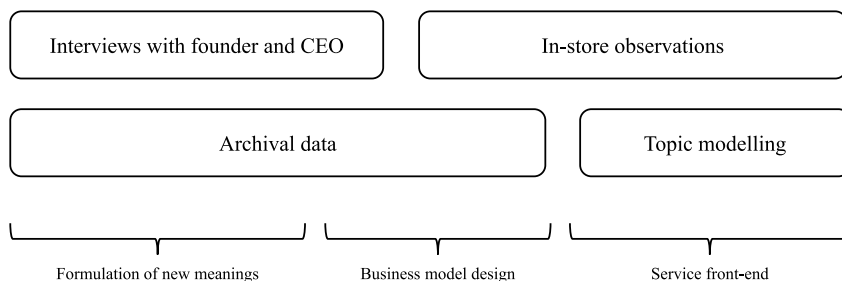 Interviews with founder and CEO
In-store observations
Archival data
Topic modelling
Formulation of new meanings
Business model design
Service front-end